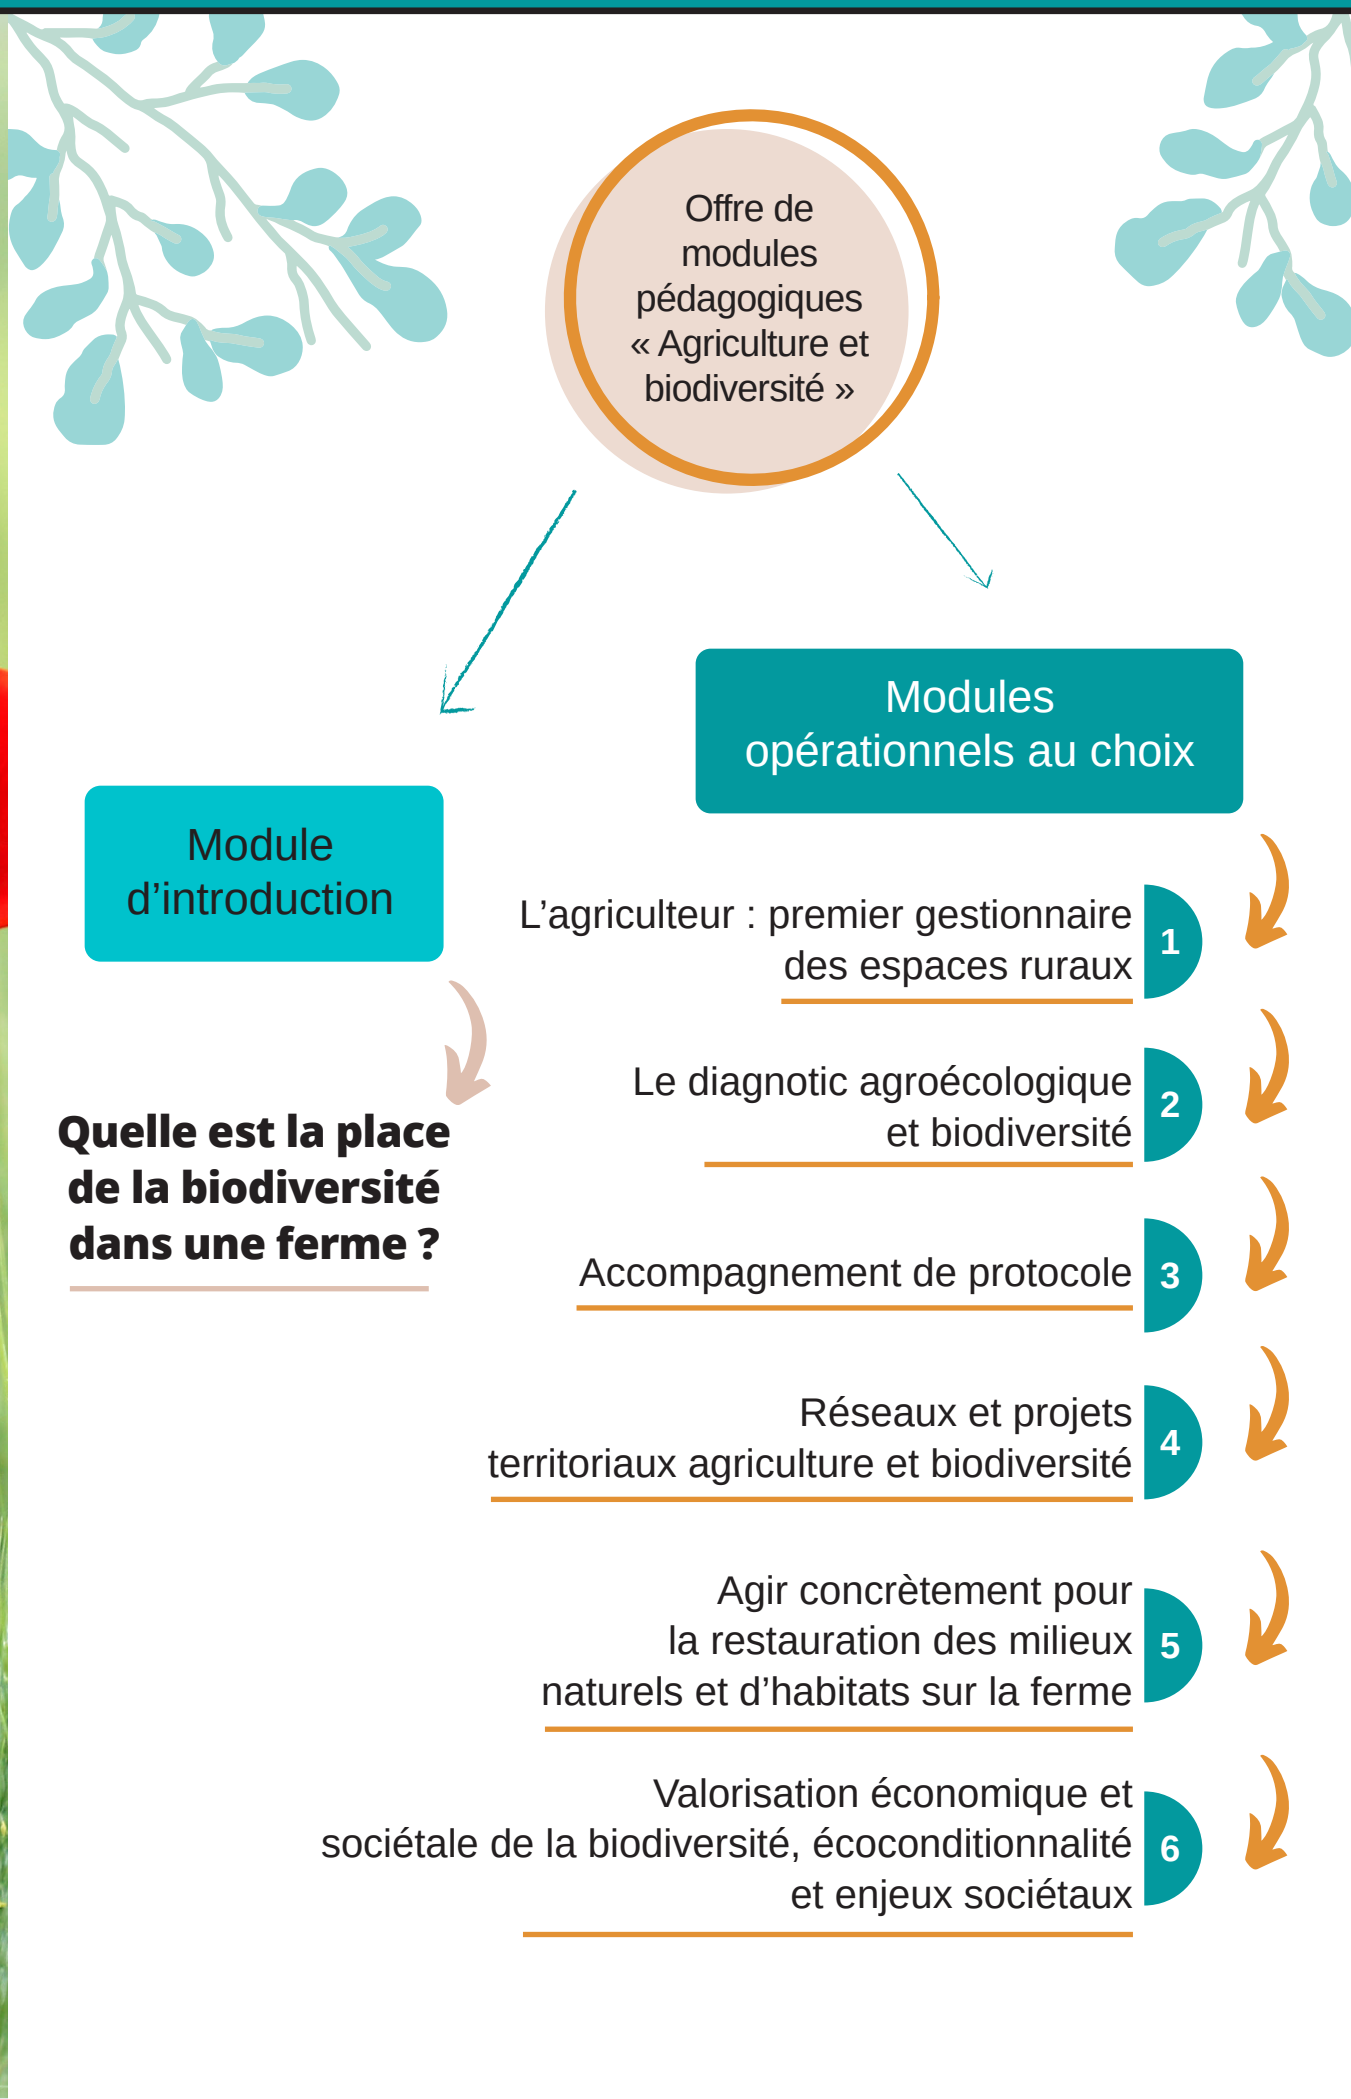 Offre de
modules
pédagogiques
« Agriculture et
biodiversité »
Module
d’introduction
Quelle est la place
de la biodiversité
dans une ferme ?
Modules
opérationnels au choix
L’agriculteur : premier gestionnaire
des espaces ruraux
1
Le diagnotic agroécologique
et biodiversité
2
Accompagnement de protocole
3
Réseaux et projets
territoriaux agriculture et biodiversité
4
Agir concrètement pour
la restauration des milieux
naturels et d’habitats sur la ferme
5
Valorisation économique et
sociétale de la biodiversité, écoconditionnalité
et enjeux sociétaux
6